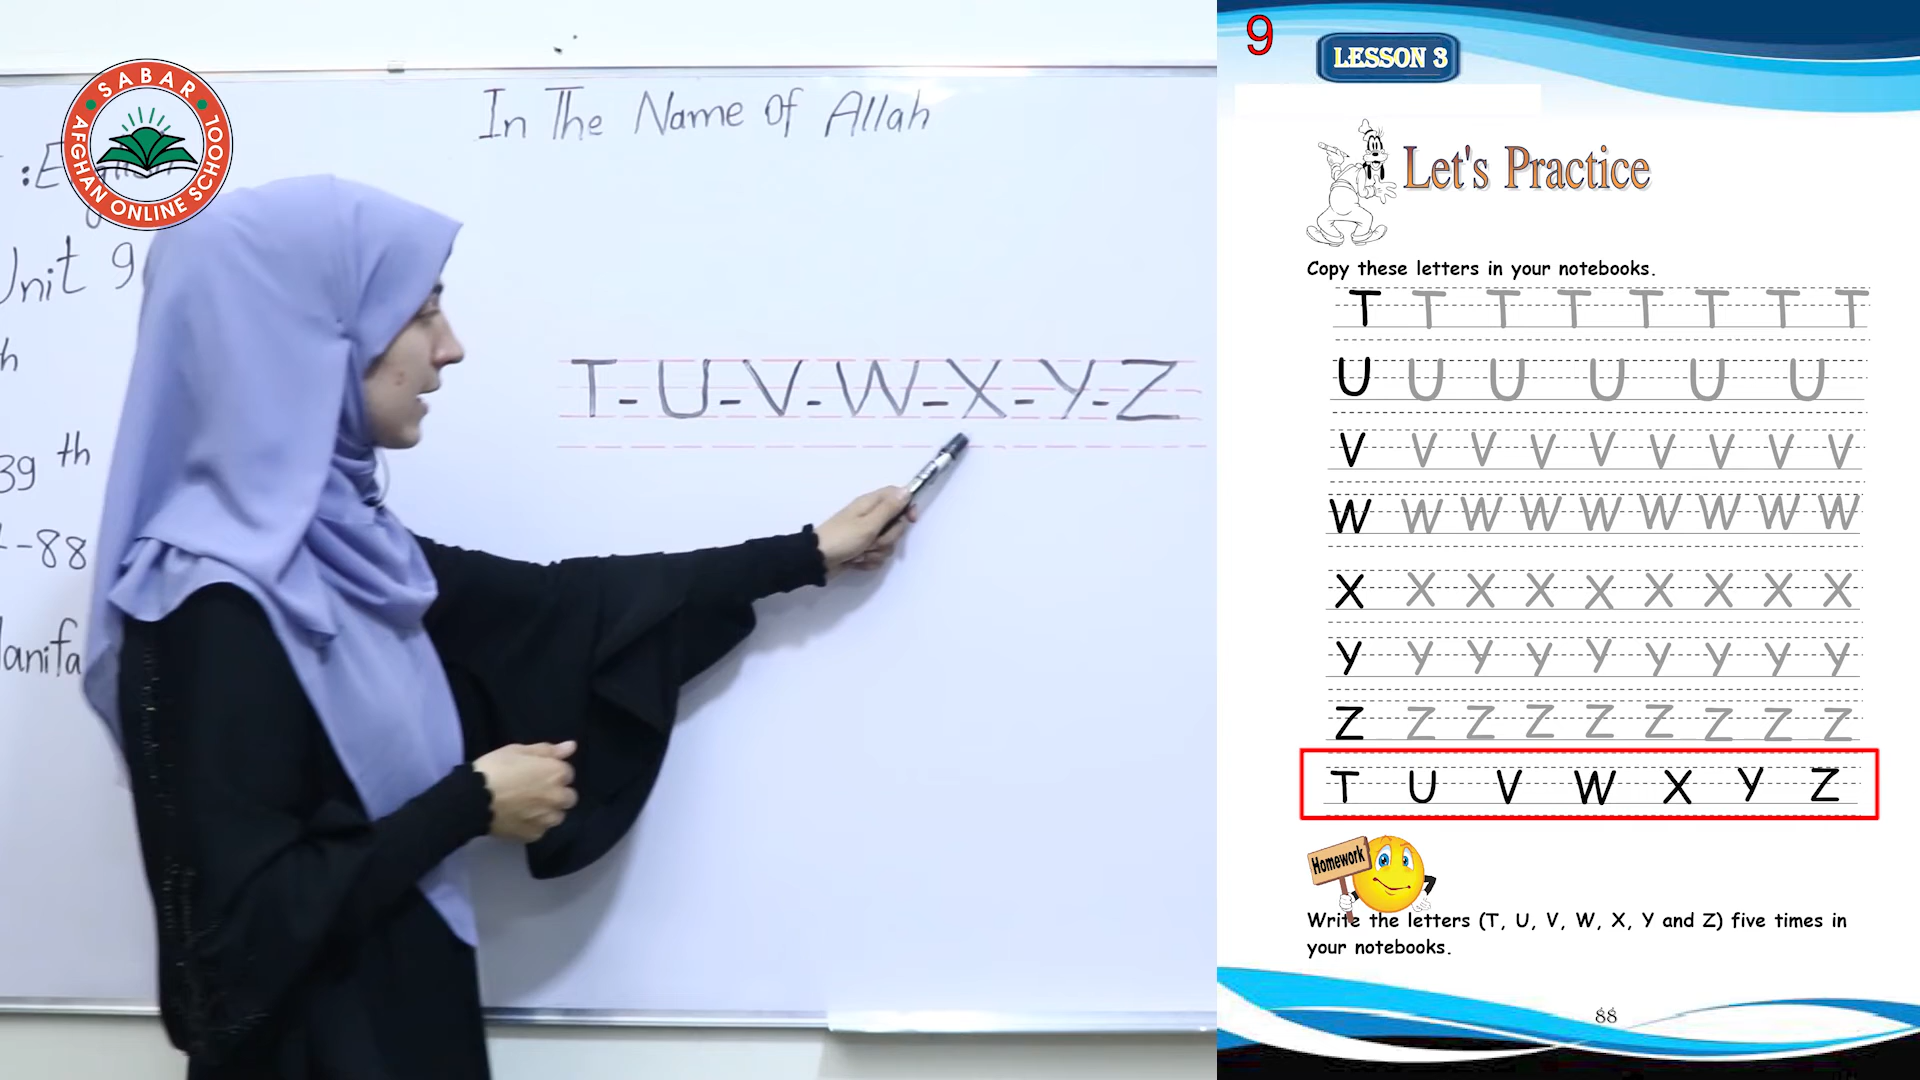 SABAR
AFGHAN ONLINE SCHOOL
In The Name Of Allah
Unit 9
39 th
-88
T-U-V-W-X-Y-Z
9
LESSON 3
Let's Practice
Copy these letters in your notebooks.
T T T T T T T T
U U U U U U
V V V V V V V V V
W W W W W W W W W
X X X X X X X X X
Y Y Y Y Y Y Y Y Y
Z Z Z Z Z Z Z Z Z
T U V W X Y Z
Homework
Write the letters (T, U, V, W, X, Y and Z) five times in
your notebooks.
88